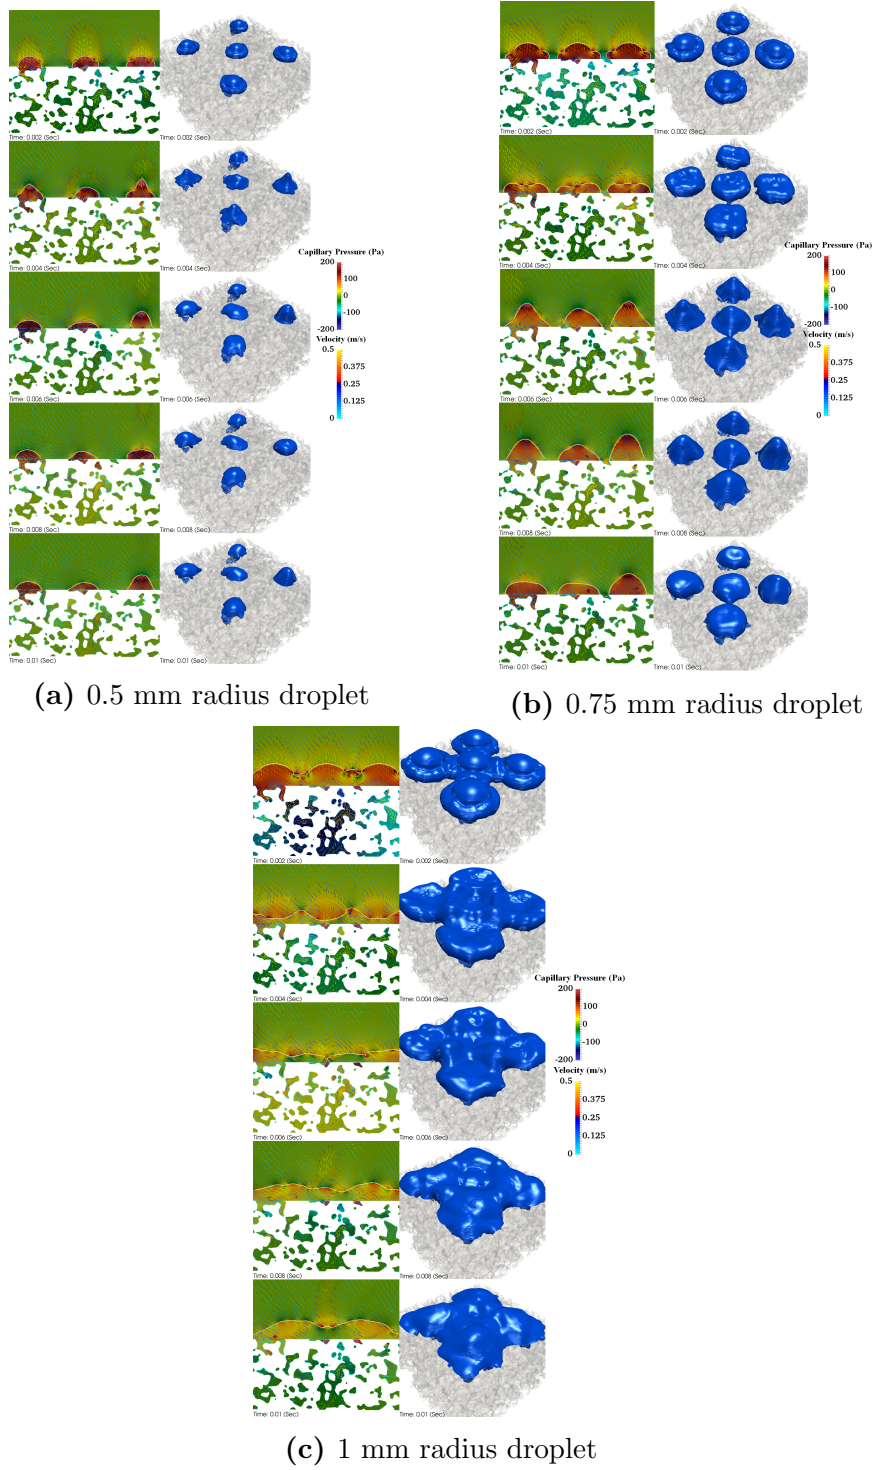 Time: 0.002 (Sec) Time: 0.002 (Sec)
Time: 0.004 (Sec) Time: 0.004 (Sec)
Capillary Pressure (Pa)
200
100
0
-100
-200
Velocity (m/s)
0.5
0.375
0.25
0.125
0
Time: 0.006 (Sec) Time: 0.006 (Sec)
Time: 0.008 (Sec) Time: 0.008 (Sec)
Time: 0.01 (Sec) Time: 0.01 (Sec)
(a) 0.5 mm radius droplet
Time: 0.002 (Sec) Time: 0.002 (Sec)
Time: 0.004 (Sec) Time: 0.004 (Sec)
Capillary Pressure (Pa)
200
100
0
-100
-200
Velocity (m/s)
0.5
0.375
0.25
0.125
0
Time: 0.006 (Sec) Time: 0.006 (Sec)
Time: 0.008 (Sec) Time: 0.008 (Sec)
Time: 0.01 (Sec) Time: 0.01 (Sec)
(b) 0.75 mm radius droplet
Time: 0.002 (Sec) Time: 0.002 (Sec)
Time: 0.004 (Sec) Time: 0.004 (Sec)
Capillary Pressure (Pa)
200
100
0
-100
-200
Velocity (m/s)
0.5
0.375
0.25
0.125
0
Time: 0.006 (Sec) Time: 0.006 (Sec)
Time: 0.008 (Sec) Time: 0.008 (Sec)
Time: 0.01 (Sec) Time: 0.01 (Sec)
(c) 1 mm radius droplet